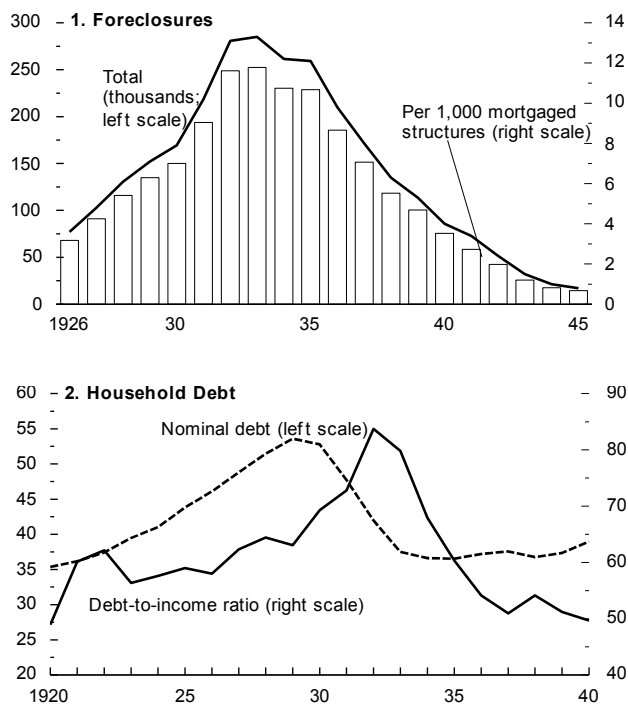 1. Foreclosures
300
250
200
150
100
50
0
14
12
10
8
6
4
2
0
Total
(thousands;
left scale)
Per 1,000 mortgaged
structures (right scale)
1926 30 35 40 45
2. Household Debt
60
55
50
45
40
35
30
25
20
90
80
70
60
50
40
Nominal debt (left scale)
Debt-to-income ratio (right scale)
1920 25 30 35 40